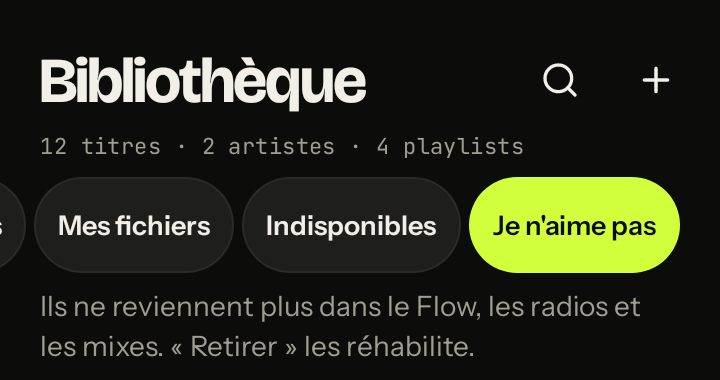 Bibliothèque
12 titres · 2 artistes · 4 playlists
s Mes fichiers Indisponibles Je n'aime pas
Ils ne reviennent plus dans le Flow, les radios et
les mixes. « Retirer » les réhabilite.